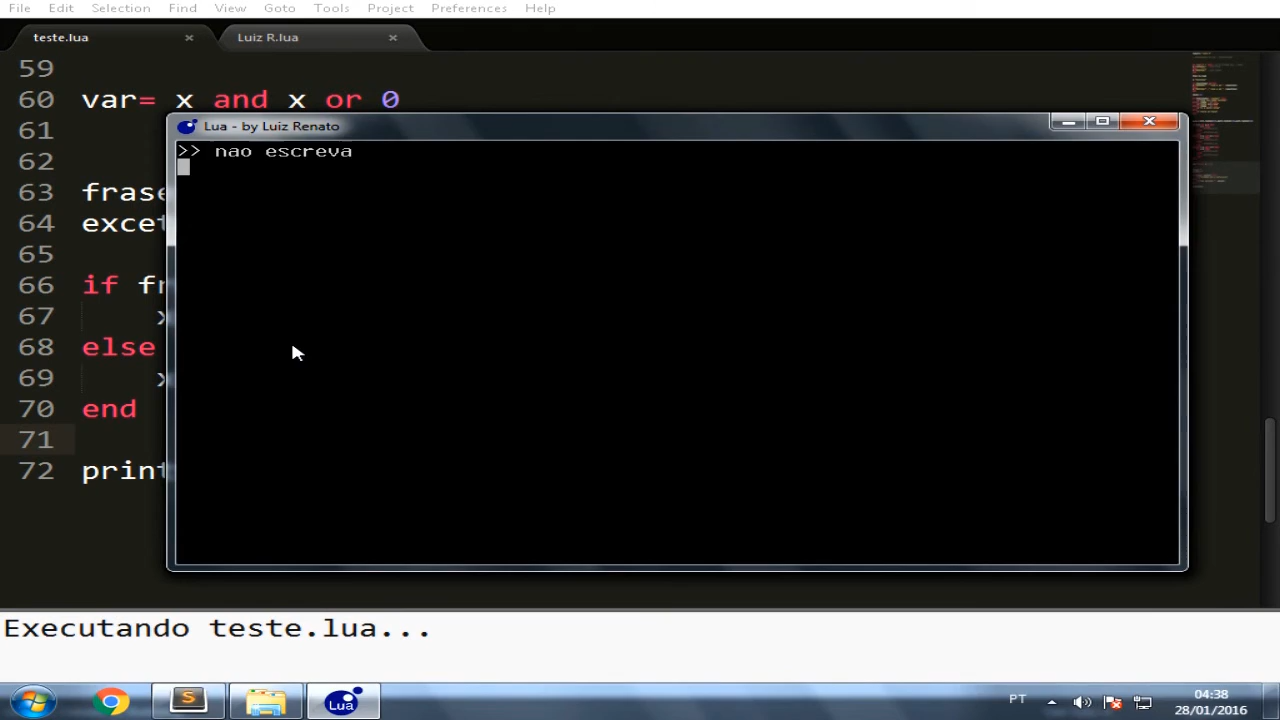 File Edit Selection Find View Goto Tools Project Preferences Help
teste.lua × Luiz R.lua ×
59
60 var= x and x or 0
61
62
63 frase
64 excet
65
66 if fr
67 x
68 else
69 x
70 end
71
72 print
Lua - by Luiz Renato
>> nao escreva
Executando teste.lua...
Lua
PT
04:38
28/01/2016